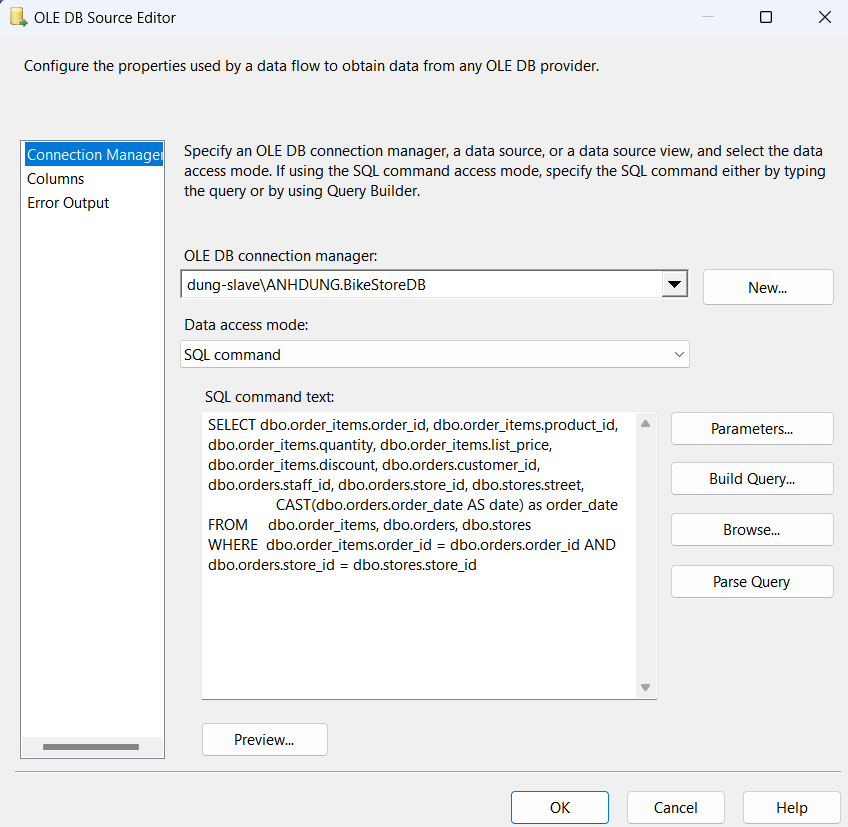 OLE DB Source Editor
Configure the properties used by a data flow to obtain data from any OLE DB provider.
Connection Manager
Columns
Error Output
Specify an OLE DB connection manager, a data source, or a data source view, and select the data
access mode. If using the SQL command access mode, specify the SQL command either by typing
the query or by using Query Builder.
OLE DB connection manager:
dung-slave\ANHDUNG.BikeStoreDB
New...
Data access mode:
SQL command
SQL command text:
SELECT dbo.order_items.order_id, dbo.order_items.product_id,
dbo.order_items.quantity, dbo.order_items.list_price,
dbo.order_items.discount, dbo.orders.customer_id,
dbo.orders.staff_id, dbo.orders.store_id, dbo.stores.street,
CAST(dbo.orders.order_date AS date) as order_date
FROM dbo.order_items, dbo.orders, dbo.stores
WHERE dbo.order_items.order_id = dbo.orders.order_id AND
dbo.orders.store_id = dbo.stores.store_id
Parameters...
Build Query...
Browse...
Parse Query
Preview...
OK
Cancel
Help